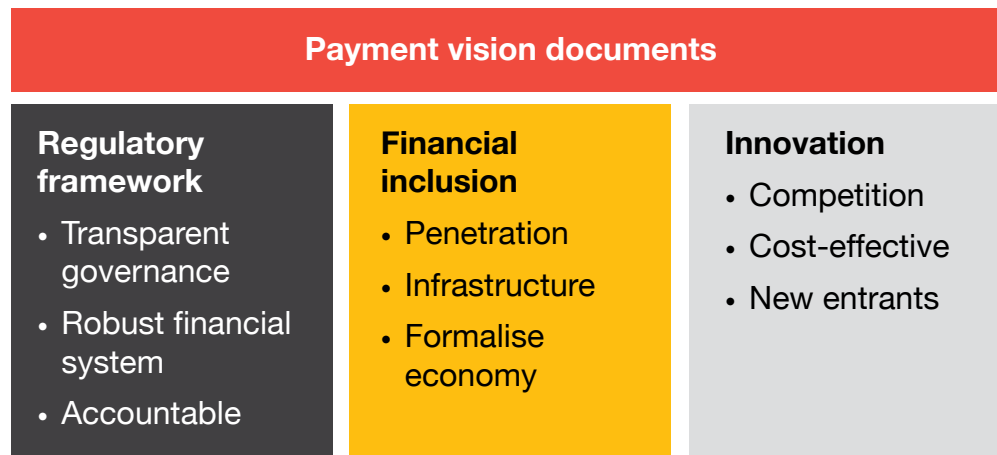 Payment vision documents
Regulatory
framework
• Transparent
governance
• Robust financial
system
• Accountable
Financial
inclusion
• Penetration
• Infrastructure
• Formalise
economy
Innovation
• Competition
• Cost-effective
• New entrants